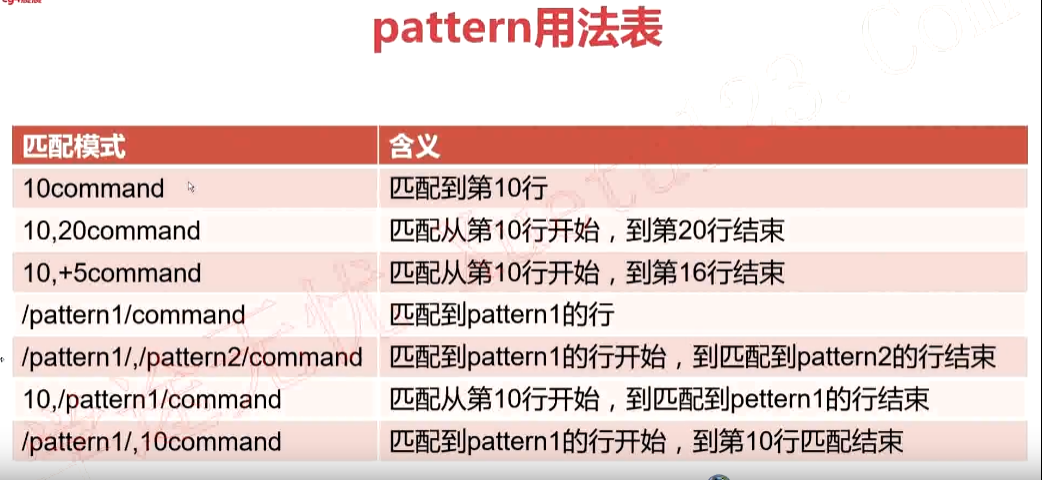 pattern用法表
匹配模式 含义
10command 匹配到第10行
10,20command 匹配从第10行开始，到第20行结束
10,+5command 匹配从第10行开始，到第16行结束
/pattern1/command 匹配到pattern1的行
/pattern1/,/pattern2/command 匹配到pattern1的行开始，到匹配到pattern2的行结束
10,/pattern1/command 匹配从第10行开始，到匹配到pettern1的行结束
/pattern1/,10command 匹配到pattern1的行开始，到第10行匹配结束